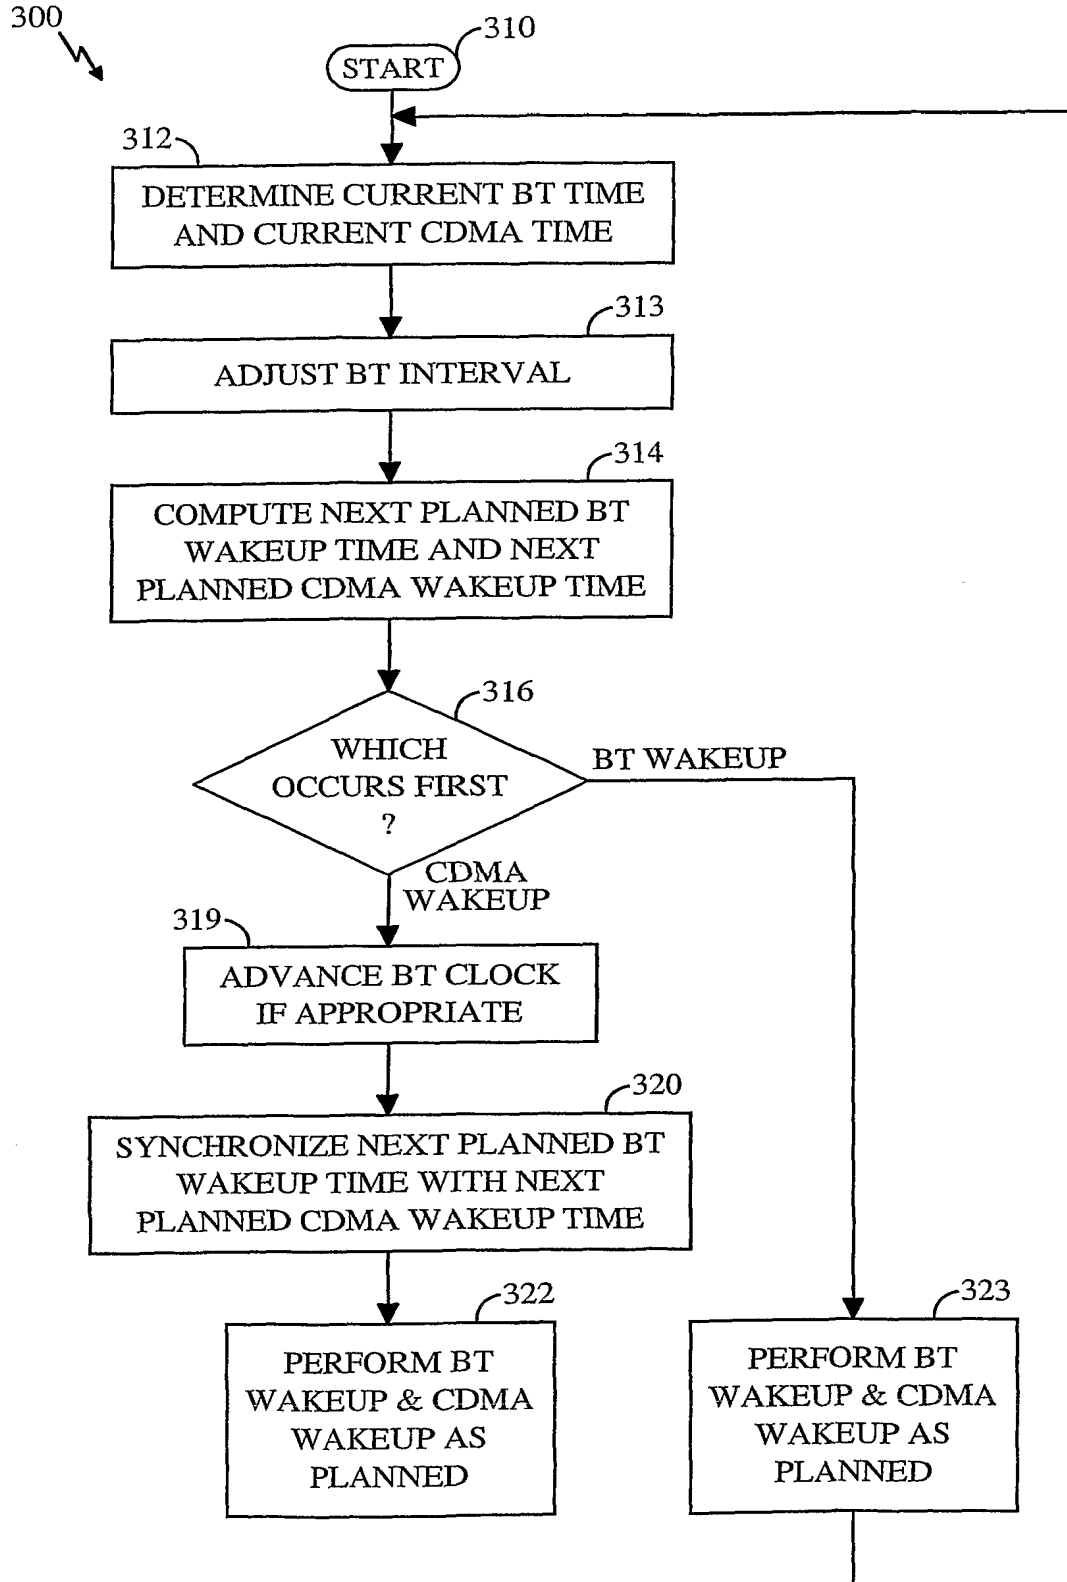 300
310
START
312
DETERMINE CURRENT BT TIME
AND CURRENT CDMA TIME
313
ADJUST BT INTERVAL
314
COMPUTE NEXT PLANNED BT
WAKEUP TIME AND NEXT
PLANNED CDMA WAKEUP TIME
316
WHICH
OCCURS FIRST
?
BT WAKEUP
CDMA
WAKEUP
319
ADVANCE BT CLOCK
IF APPROPRIATE
320
SYNCHRONIZE NEXT PLANNED BT
WAKEUP TIME WITH NEXT
PLANNED CDMA WAKEUP TIME
322
PERFORM BT
WAKEUP & CDMA
WAKEUP AS
PLANNED
323
PERFORM BT
WAKEUP & CDMA
WAKEUP AS
PLANNED